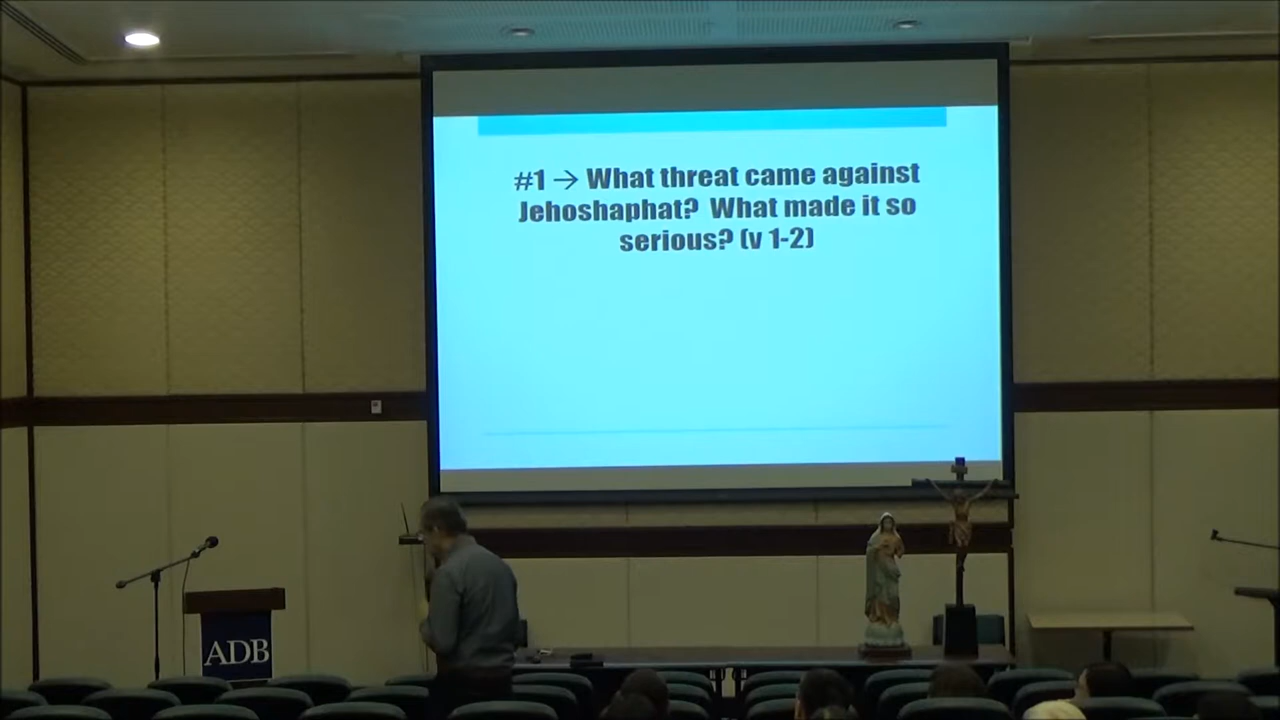 #1 → What threat came against
Jehoshaphat?  What made it so
serious? (v 1-2)
ADB